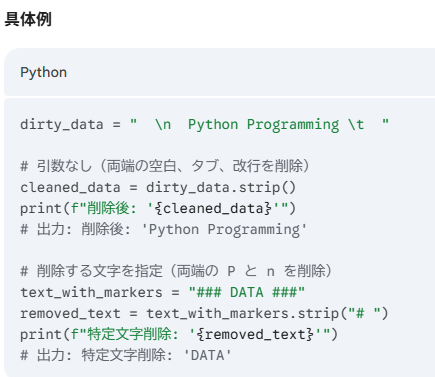 具体例
Python
dirty_data = "  \n  Python Programming \t  "
# 引数なし（両端の空白、タブ、改行を削除）
cleaned_data = dirty_data.strip()
print(f"削除後: '{cleaned_data}'")
# 出力: 削除後: 'Python Programming'
# 削除する文字を指定（両端の P と n を削除）
text_with_markers = "### DATA ###"
removed_text = text_with_markers.strip("# ")
print(f"特定文字削除: '{removed_text}'")
# 出力: 特定文字削除: 'DATA'